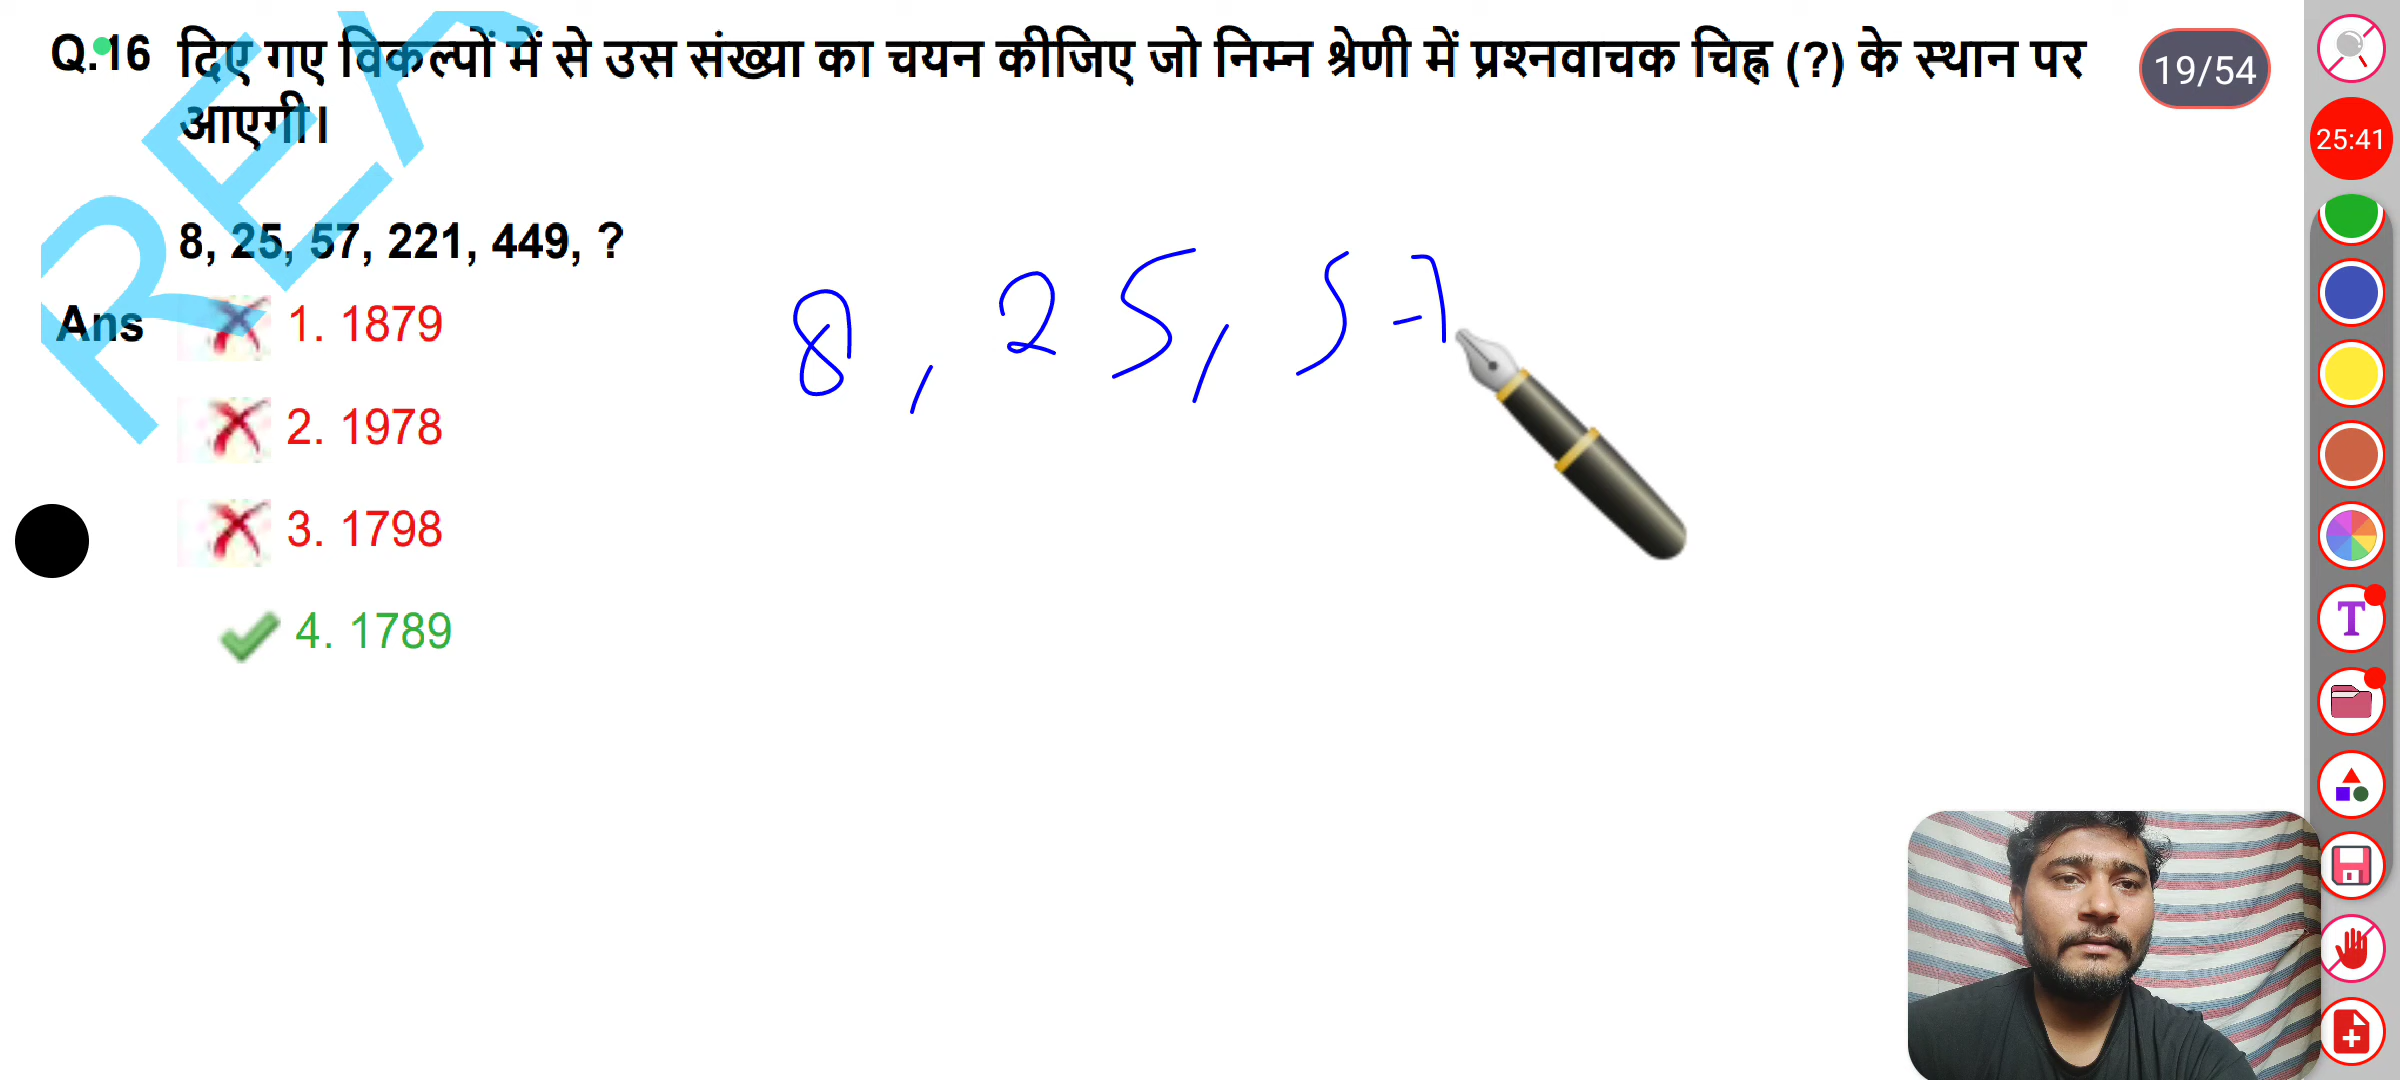 Q.16 दिए गए विकल्पों में से उस संख्या का चयन कीजिए जो निम्न श्रेणी में प्रश्नवाचक चिह्न (?) के स्थान पर
आएगी।
19/54
25:41
8, 25, 57, 221, 449, ?
8, 25, 57
Ans 1. 1879
2. 1978
3. 1798
4. 1789
T